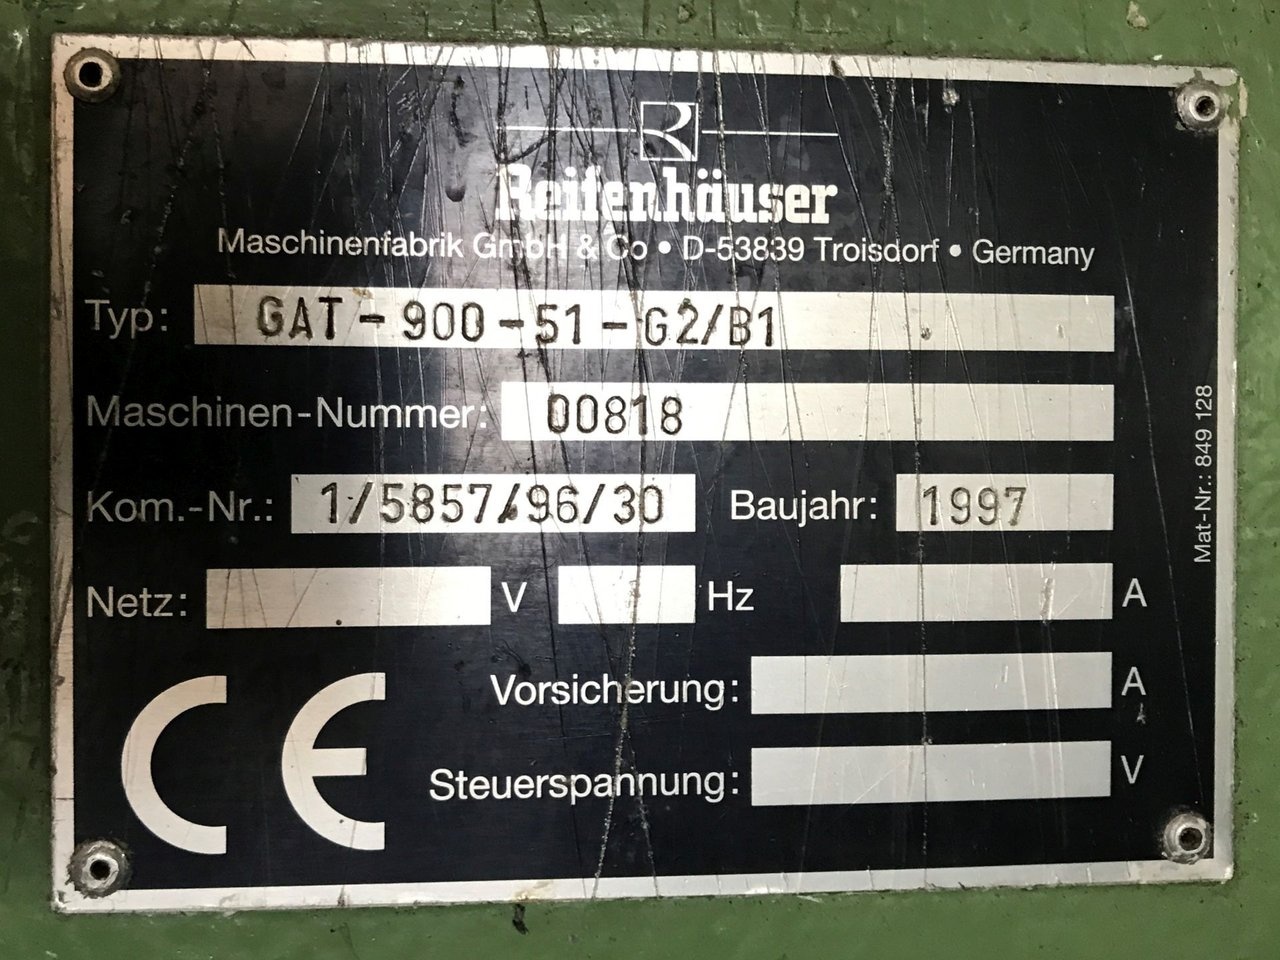 R
Reifenhäuser
Maschinenfabrik GmbH & Co • D-53839 Troisdorf • Germany
Typ: GAT-900-51-G2/B1
Maschinen-Nummer: 00818
Kom.-Nr.: 1/5857/96/30 Baujahr: 1997
Netz: V Hz A
Vorsicherung: A
Steuerspannung: V
CE
Mat-Nr.: 849 128